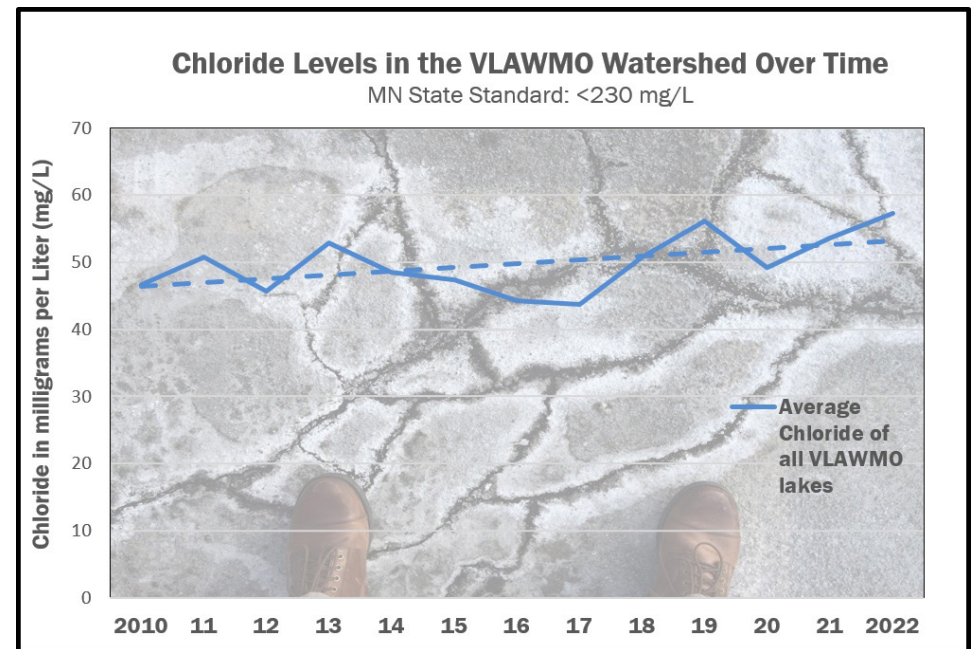 Chloride Levels in the VLAWMO Watershed Over Time
MN State Standard: <230 mg/L
Chloride in milligrams per Liter (mg/L)
70
60
50
40
30
20
10
0
Average
Chloride of
all VLAWMO
lakes
2010 11 12 13 14 15 16 17 18 19 20 21 2022